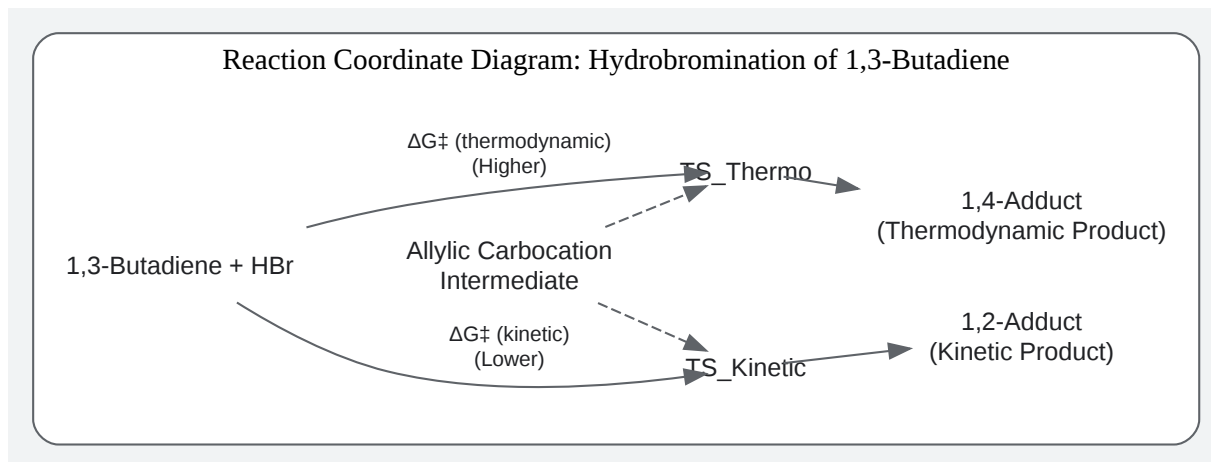 Reaction Coordinate Diagram: Hydrobromination of 1,3-Butadiene
ΔG‡ (thermodynamic)
(Higher)
TS_Thermo
1,4-Adduct
(Thermodynamic Product)
1,3-Butadiene + HBr
Allylic Carbocation
Intermediate
ΔG‡ (kinetic)
(Lower)
TS_Kinetic
1,2-Adduct
(Kinetic Product)